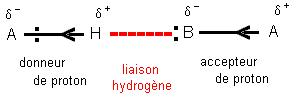 δ⁻ δ⁺ δ⁻ δ⁺
A H B A
donneur de proton
liaison hydrogène
accepteur de proton